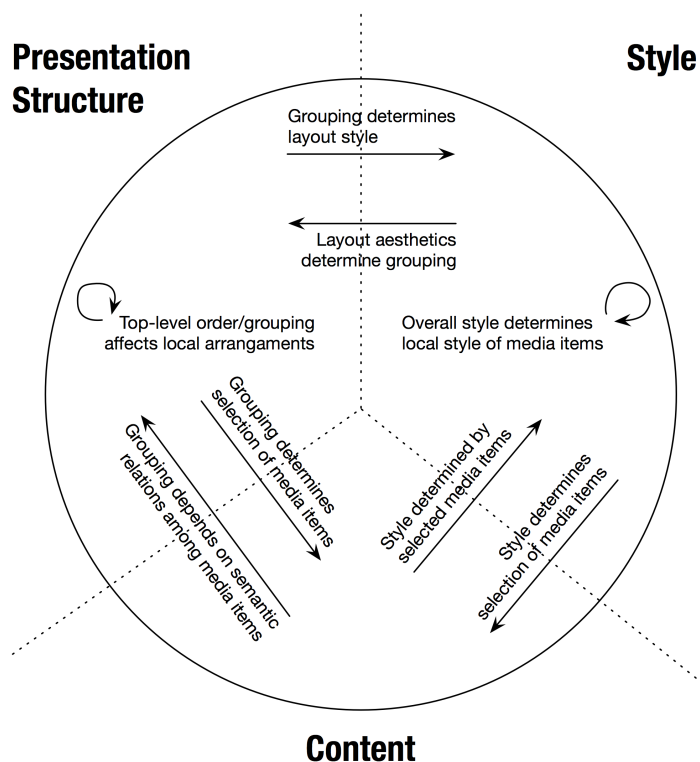 Presentation
Structure
Style
Grouping determines
layout style
Layout aesthetics
determine grouping
Top-level order/grouping
affects local arrangaments
Overall style determines
local style of media items
Grouping determines
selection of media items
Grouping depends on semantic
relations among media items
Style determined by
selected media items
Style determines
selection of media items
Content